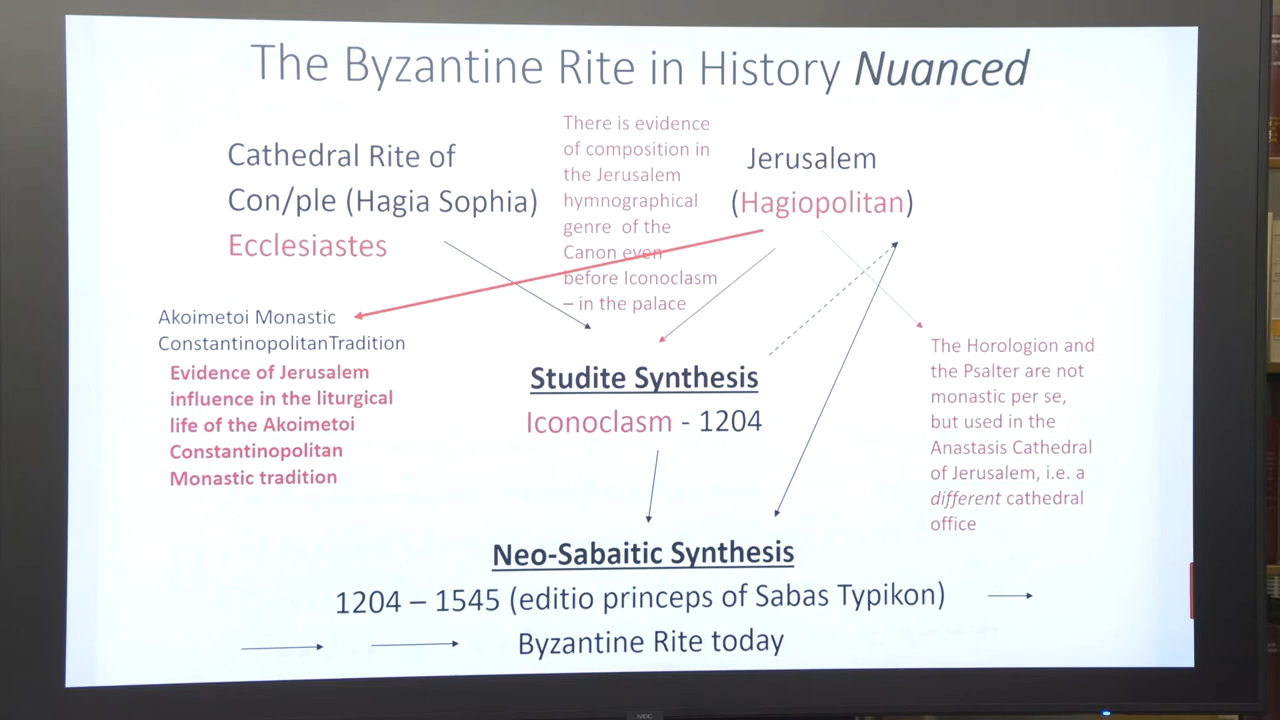 The Byzantine Rite in History Nuanced
Cathedral Rite of
Con/ple (Hagia Sophia)
Ecclesiastes
There is evidence
of composition in
the Jerusalem
hymnographical
genre of the
Canon even
before Iconoclasm
– in the palace
Jerusalem
(Hagiopolitan)
Akoimetoi Monastic
ConstantinopolitanTradition
Evidence of Jerusalem
influence in the liturgical
life of the Akoimetoi
Constantinopolitan
Monastic tradition
Studite Synthesis
Iconoclasm - 1204
The Horologion and
the Psalter are not
monastic per se,
but used in the
Anastasis Cathedral
of Jerusalem, i.e. a
different cathedral
office
Neo-Sabaitic Synthesis
1204 – 1545 (editio princeps of Sabas Typikon)
Byzantine Rite today
NEC